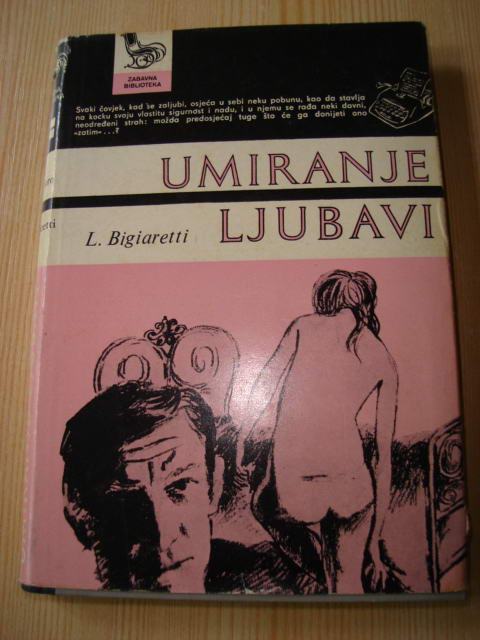 ZABAVNA
BIBLIOTEKA
Svaki čovjek, kad se zaljubi, osjeća u sebi neku pobunu, kao da stavlja
na kocku svoju vlastitu sigurnost i nadu, i u njemu se rađa neki davni,
neodređeni strah: možda predosjećaj tuge što će ga donijeti ono
»zatim«...?
UMIRANJE
LJUBAVI
L. Bigiaretti